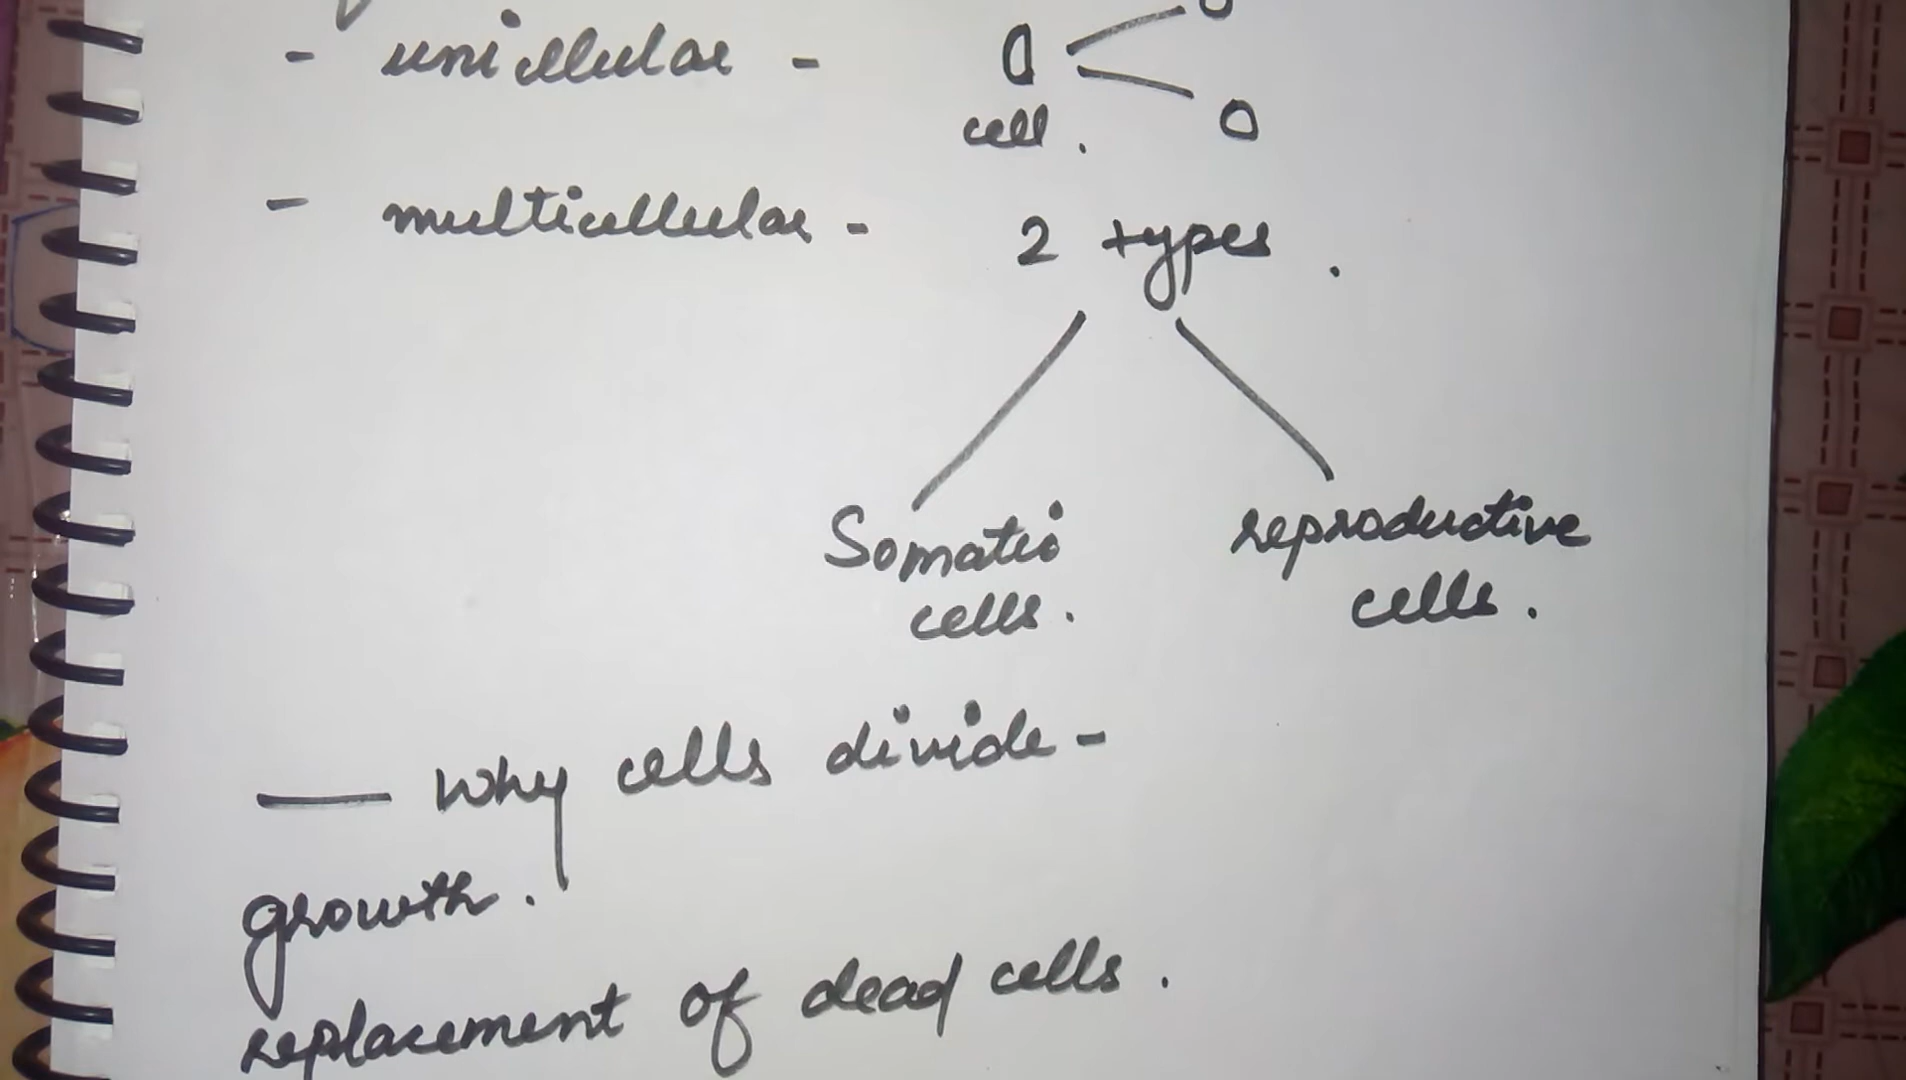 - unicellular -
cell.
- multicellular - 2 types.
Somatic reproductive
cells. cells.
— Why cells divide -
growth.
replacement of dead cells.